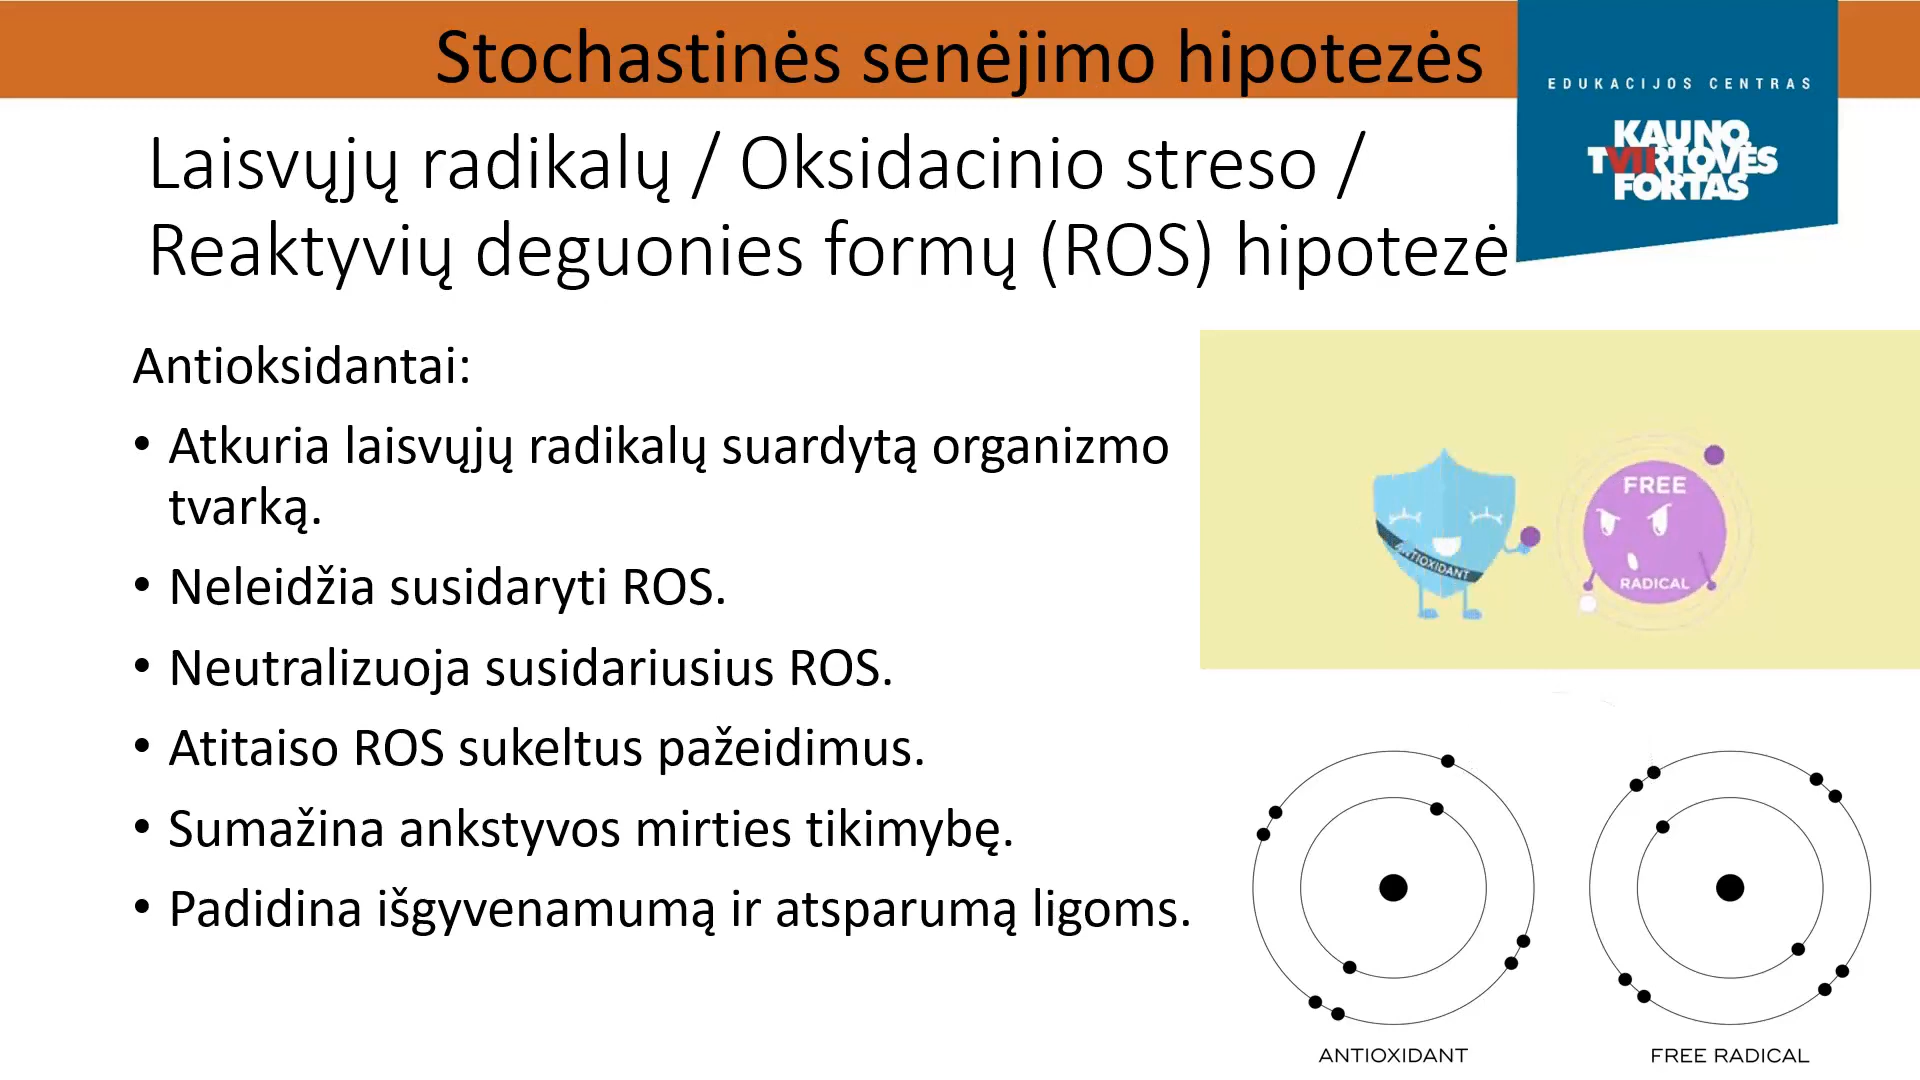 Stochastinės senėjimo hipotezės
EDUKACIJOS CENTRAS
KAUNO
TVIIRTOVĖS
FORTAS
Laisvųjų radikalų / Oksidacinio streso /
Reaktyvių deguonies formų (ROS) hipotezė
Antioksidantai:
• Atkuria laisvųjų radikalų suardytą organizmo
tvarką.
• Neleidžia susidaryti ROS.
• Neutralizuoja susidariusius ROS.
• Atitaiso ROS sukeltus pažeidimus.
• Sumažina ankstyvos mirties tikimybę.
• Padidina išgyvenamumą ir atsparumą ligoms.
ANTIOXIDANT
FREE
RADICAL
ANTIOXIDANT
FREE RADICAL